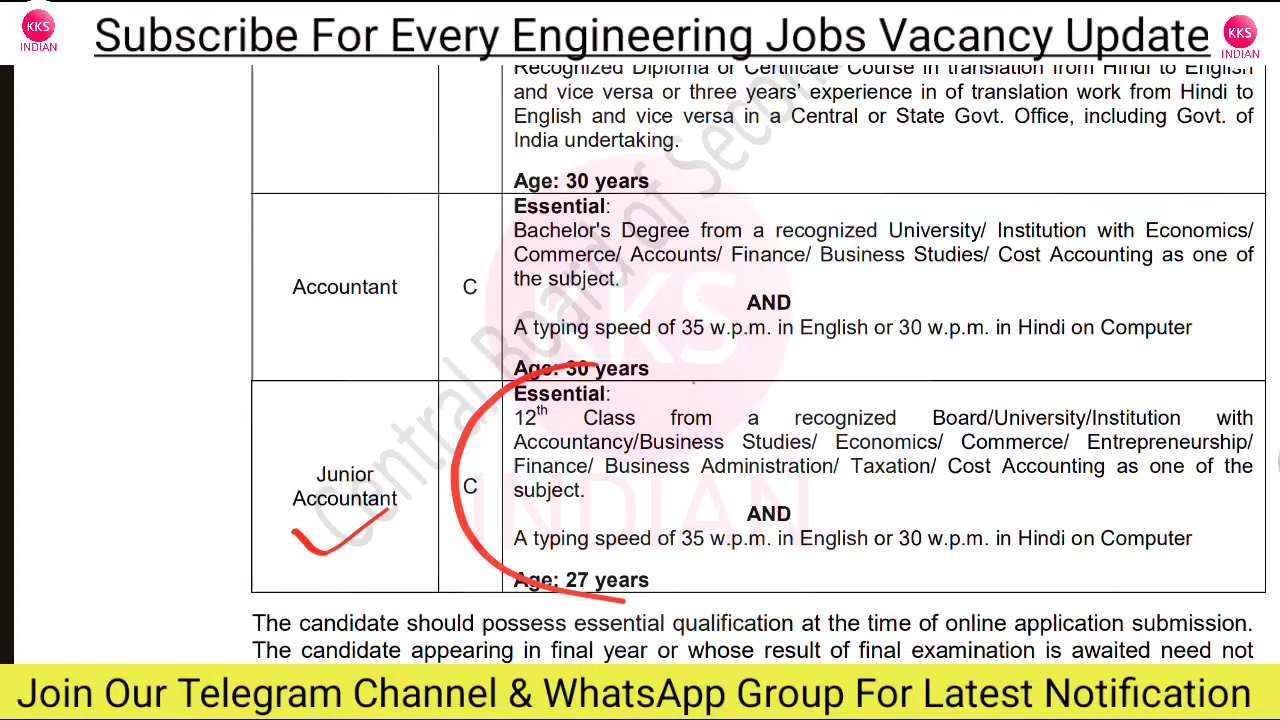 KKS
INDIAN
Subscribe For Every Engineering Jobs Vacancy Update
KKS
INDIAN
Recognized Diploma or Certificate Course in translation from Hindi to English
and vice versa or three years' experience in of translation work from Hindi to
English and vice versa in a Central or State Govt. Office, including Govt. of
India undertaking.
Age: 30 years
Accountant
C
Essential:
Bachelor's Degree from a recognized University/ Institution with Economics/
Commerce/ Accounts/ Finance/ Business Studies/ Cost Accounting as one of
the subject.
AND
A typing speed of 35 w.p.m. in English or 30 w.p.m. in Hindi on Computer
Age: 30 years
Junior
Accountant
C
Essential:
12th Class from a recognized Board/University/Institution with
Accountancy/Business Studies/ Economics/ Commerce/ Entrepreneurship/
Finance/ Business Administration/ Taxation/ Cost Accounting as one of the
subject.
AND
A typing speed of 35 w.p.m. in English or 30 w.p.m. in Hindi on Computer
Age: 27 years
Central Board of Secon
KKS
INDIAN
The candidate should possess essential qualification at the time of online application submission.
The candidate appearing in final year or whose result of final examination is awaited need not
Join Our Telegram Channel & WhatsApp Group For Latest Notification